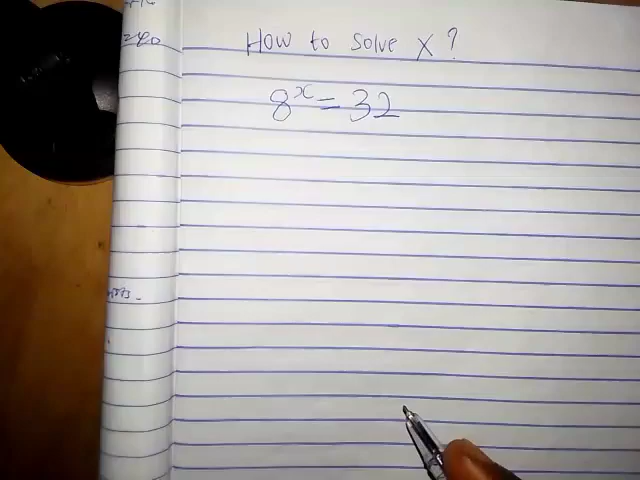 How to solve x?
8^x = 32